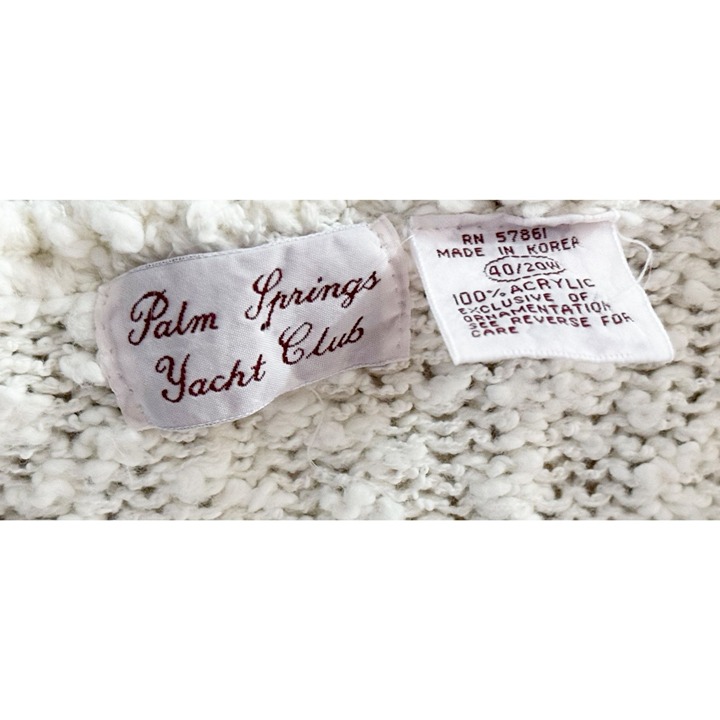 Palm Springs
Yacht Club
RN 57861
MADE IN KOREA
40/20W
100% ACRYLIC
EXCLUSIVE OF
ORNAMENTATION
SEE REVERSE FOR
CARE